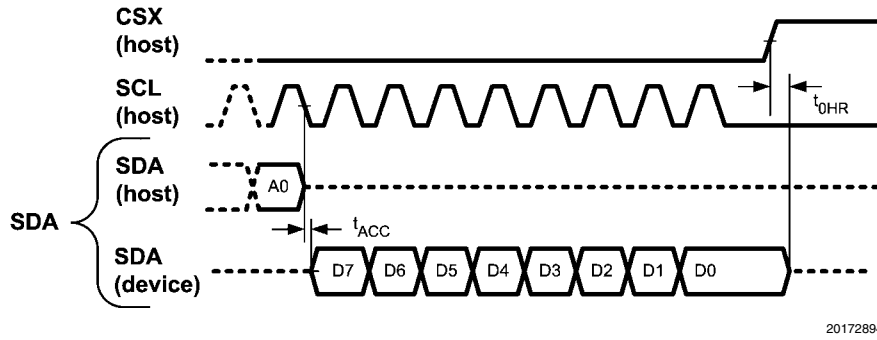 CSX
(host)
SCL
(host)
t0HR
SDA
(host)
A0
SDA
tACC
SDA
(device)
D7 D6 D5 D4 D3 D2 D1 D0